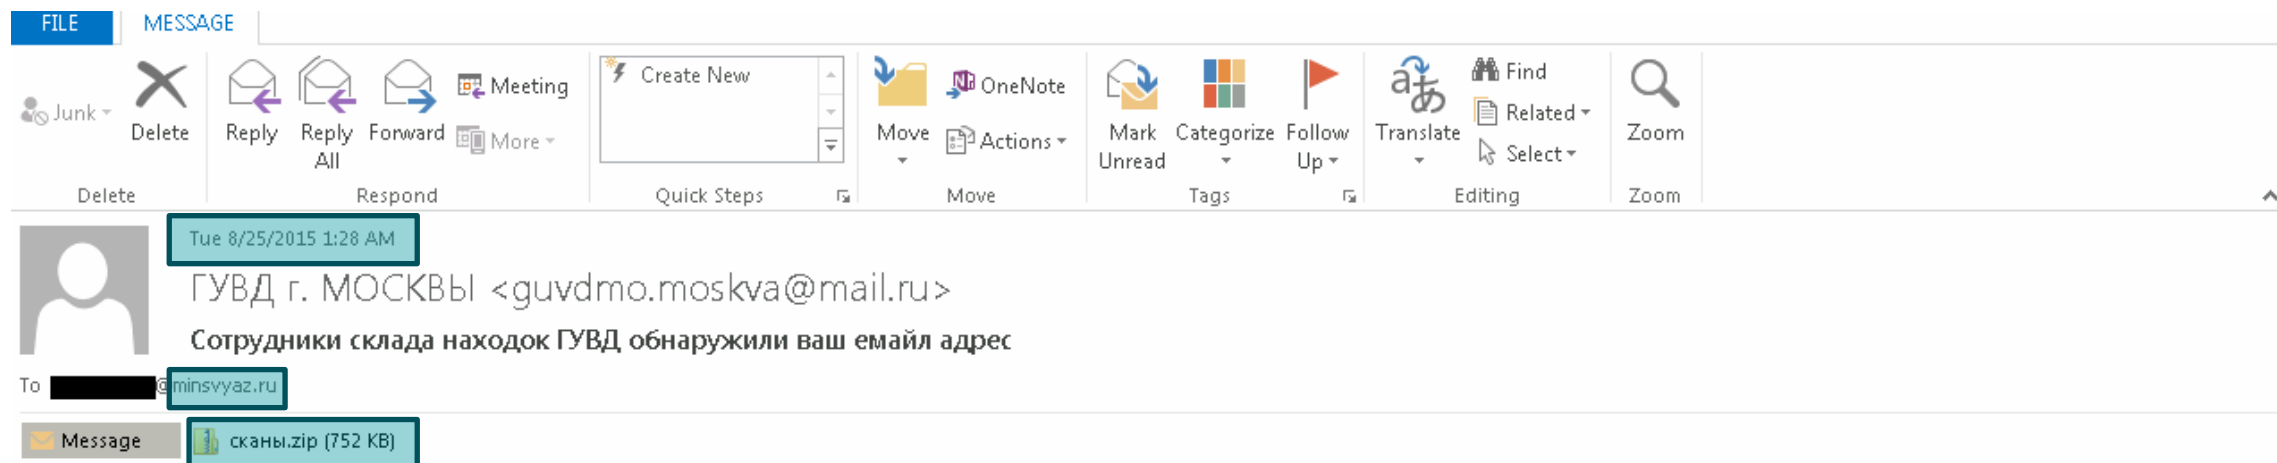 FILE MESSAGE
Junk
Delete
Reply
Reply All
Forward
Meeting
More
Create New
Move
OneNote
Actions
Mark Unread
Categorize
Follow Up
Translate
Find
Related
Select
Zoom
Delete Respond Quick Steps Move Tags Editing Zoom
Tue 8/25/2015 1:28 AM
ГУВД г. МОСКВЫ <guvdmo.moskva@mail.ru>
Сотрудники склада находок ГУВД обнаружили ваш емайл адрес
To @minsvyaz.ru
Message сканы.zip (752 KB)